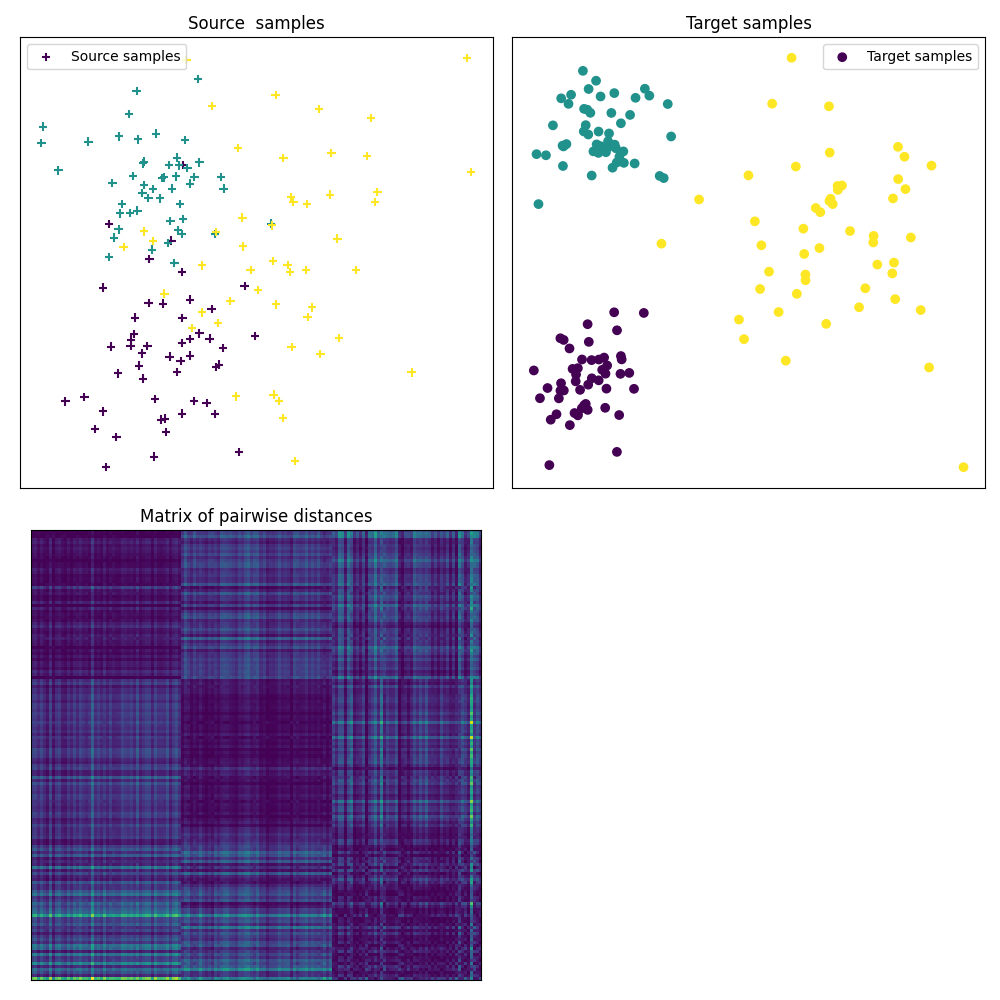 Source  samples
Source samples
Target samples
Target samples
Matrix of pairwise distances